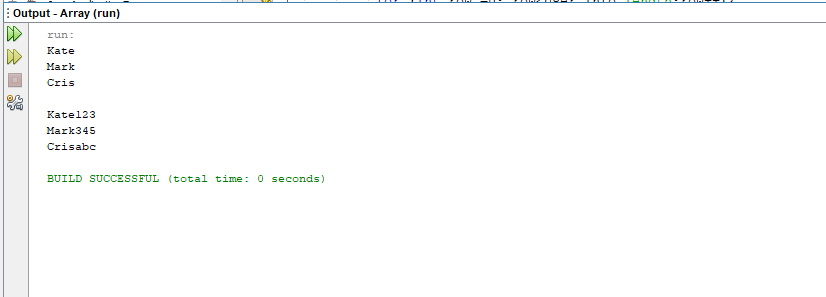 Output - Array (run)
run:
Kate
Mark
Cris
Kate123
Mark345
Crisabc
BUILD SUCCESSFUL (total time: 0 seconds)